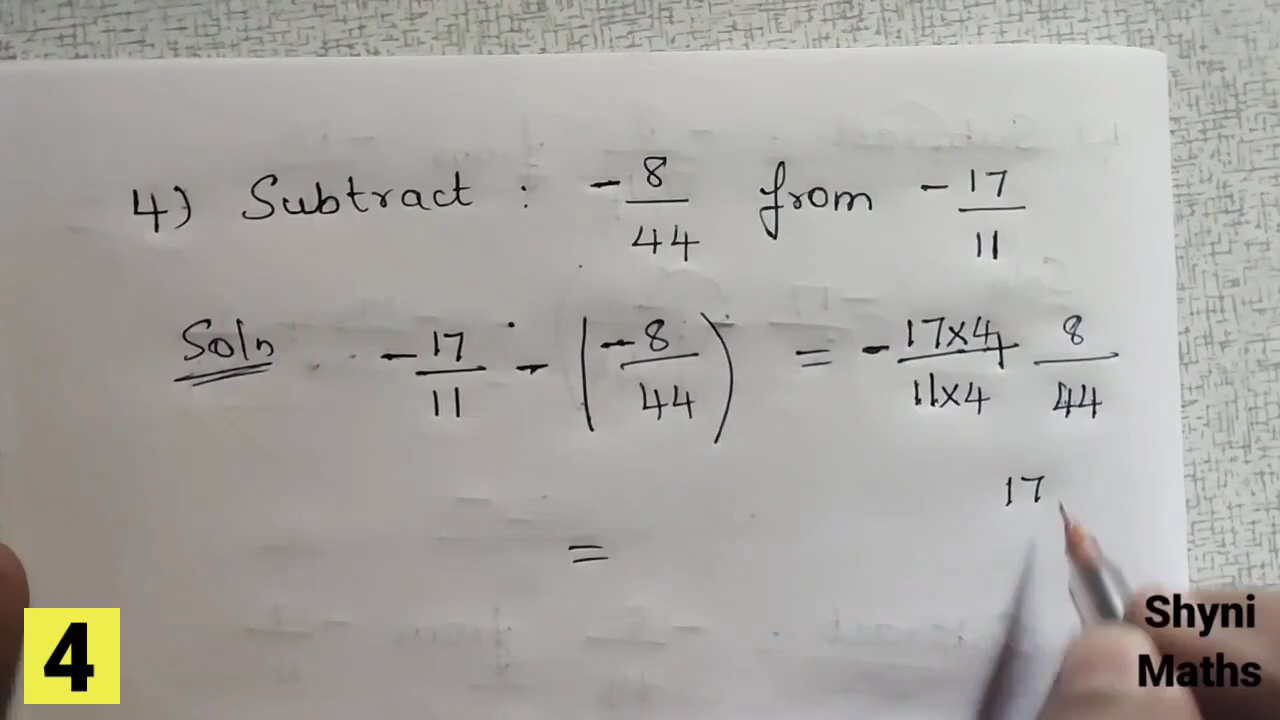 4) Subtract : -8/44 from -17/11
Soln -17/11 - (-8/44) = -17×4/11×4 + 8/44
17
=
4
Shyni
Maths